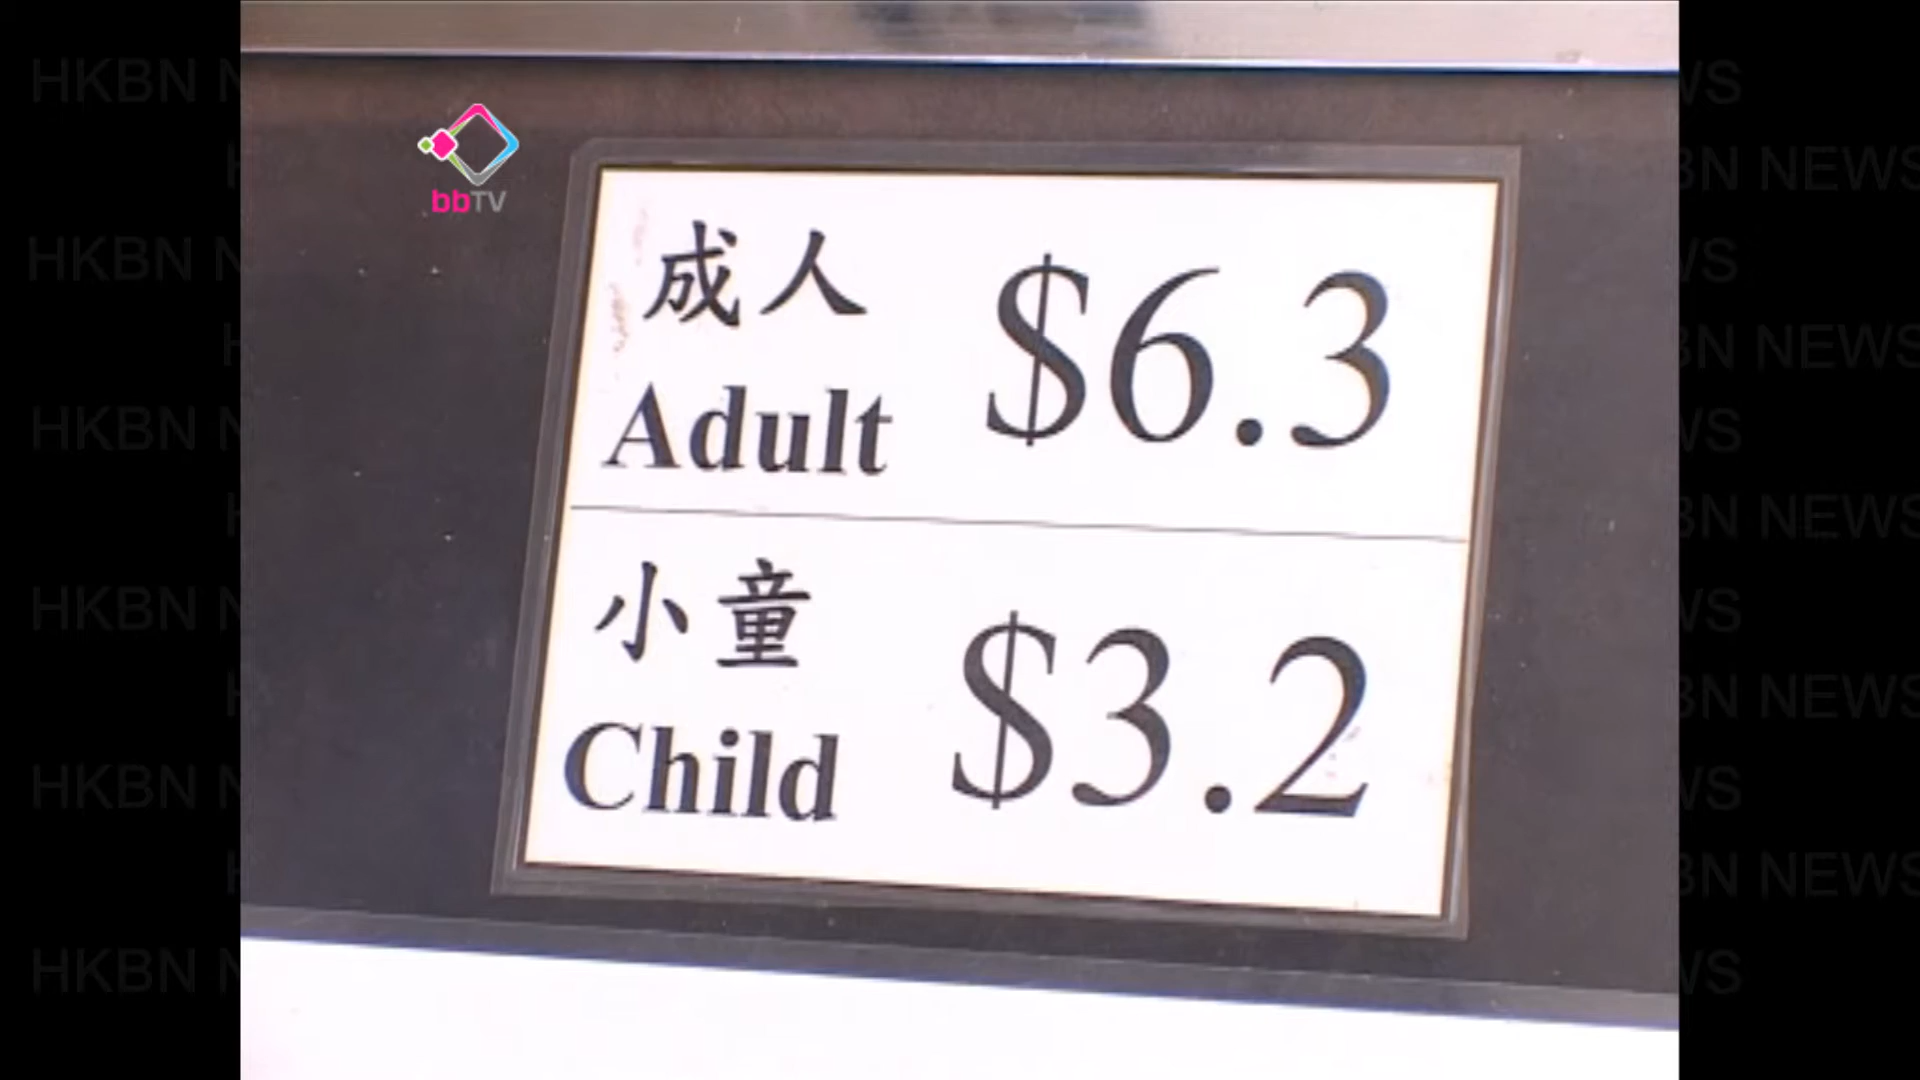 bbTV
成人
Adult
$6.3
小童
Child
$3.2
HKBN NEWS